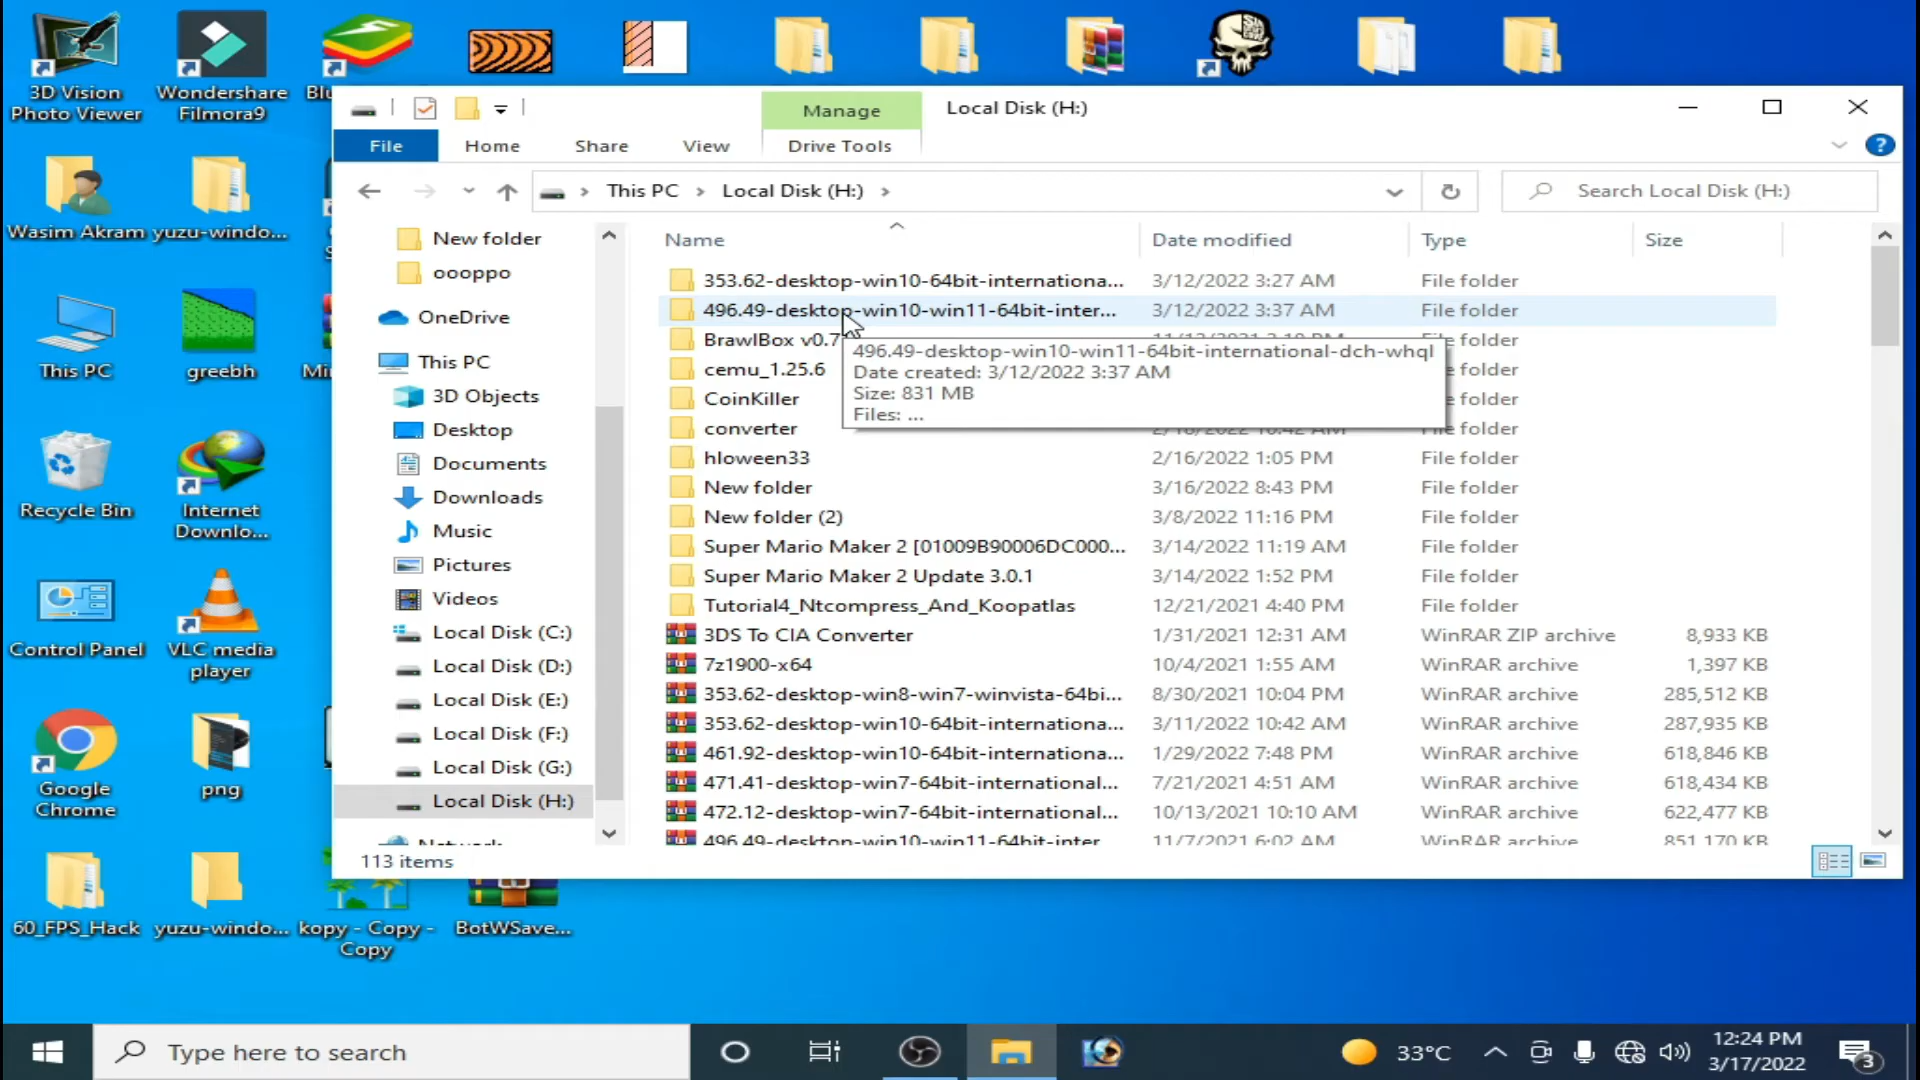 3D Vision
Photo Viewer
Wondershare
Filmora9
Wasim Akram
yuzu-windo...
This PC
greebh
Recycle Bin
Internet
Downlo...
Control Panel
VLC media
player
Google
Chrome
png
60_FPS_Hack
yuzu-windo...
kopy - Copy -
Copy
BotWSave...
Manage
Local Disk (H:)
File
Home
Share
View
Drive Tools
This PC
Local Disk (H:)
Search Local Disk (H:)
New folder
oooppo
OneDrive
This PC
3D Objects
Desktop
Documents
Downloads
Music
Pictures
Videos
Local Disk (C:)
Local Disk (D:)
Local Disk (E:)
Local Disk (F:)
Local Disk (G:)
Local Disk (H:)
Network
Name Date modified Type Size
353.62-desktop-win10-64bit-internationa... 3/12/2022 3:27 AM File folder
496.49-desktop-win10-win11-64bit-inter... 3/12/2022 3:37 AM File folder
BrawlBox v0.7 File folder
496.49-desktop-win10-win11-64bit-international-dch-whql
Date created: 3/12/2022 3:37 AM
Size: 831 MB
Files: ...
cemu_1.25.6 folder
CoinKiller folder
converter 2/18/2022 10:42 AM folder
hloween33 2/16/2022 1:05 PM File folder
New folder 3/16/2022 8:43 PM File folder
New folder (2) 3/8/2022 11:16 PM File folder
Super Mario Maker 2 [01009B90006DC000... 3/14/2022 11:19 AM File folder
Super Mario Maker 2 Update 3.0.1 3/14/2022 1:52 PM File folder
Tutorial4_Ntcompress_And_Koopatlas 12/21/2021 4:40 PM File folder
3DS To CIA Converter 1/31/2021 12:31 AM WinRAR ZIP archive 8,933 KB
7z1900-x64 10/4/2021 1:55 AM WinRAR archive 1,397 KB
353.62-desktop-win8-win7-winvista-64bi... 8/30/2021 10:04 PM WinRAR archive 285,512 KB
353.62-desktop-win10-64bit-internationa... 3/11/2022 10:42 AM WinRAR archive 287,935 KB
461.92-desktop-win10-64bit-internationa... 1/29/2022 7:48 PM WinRAR archive 618,846 KB
471.41-desktop-win7-64bit-international... 7/21/2021 4:51 AM WinRAR archive 618,434 KB
472.12-desktop-win7-64bit-international... 10/13/2021 10:10 AM WinRAR archive 622,477 KB
496.49-desktop-win10-win11-64bit-inter 11/7/2021 6:02 AM WinRAR archive 851,170 KB
113 items
Type here to search
33°C
12:24 PM
3/17/2022
3